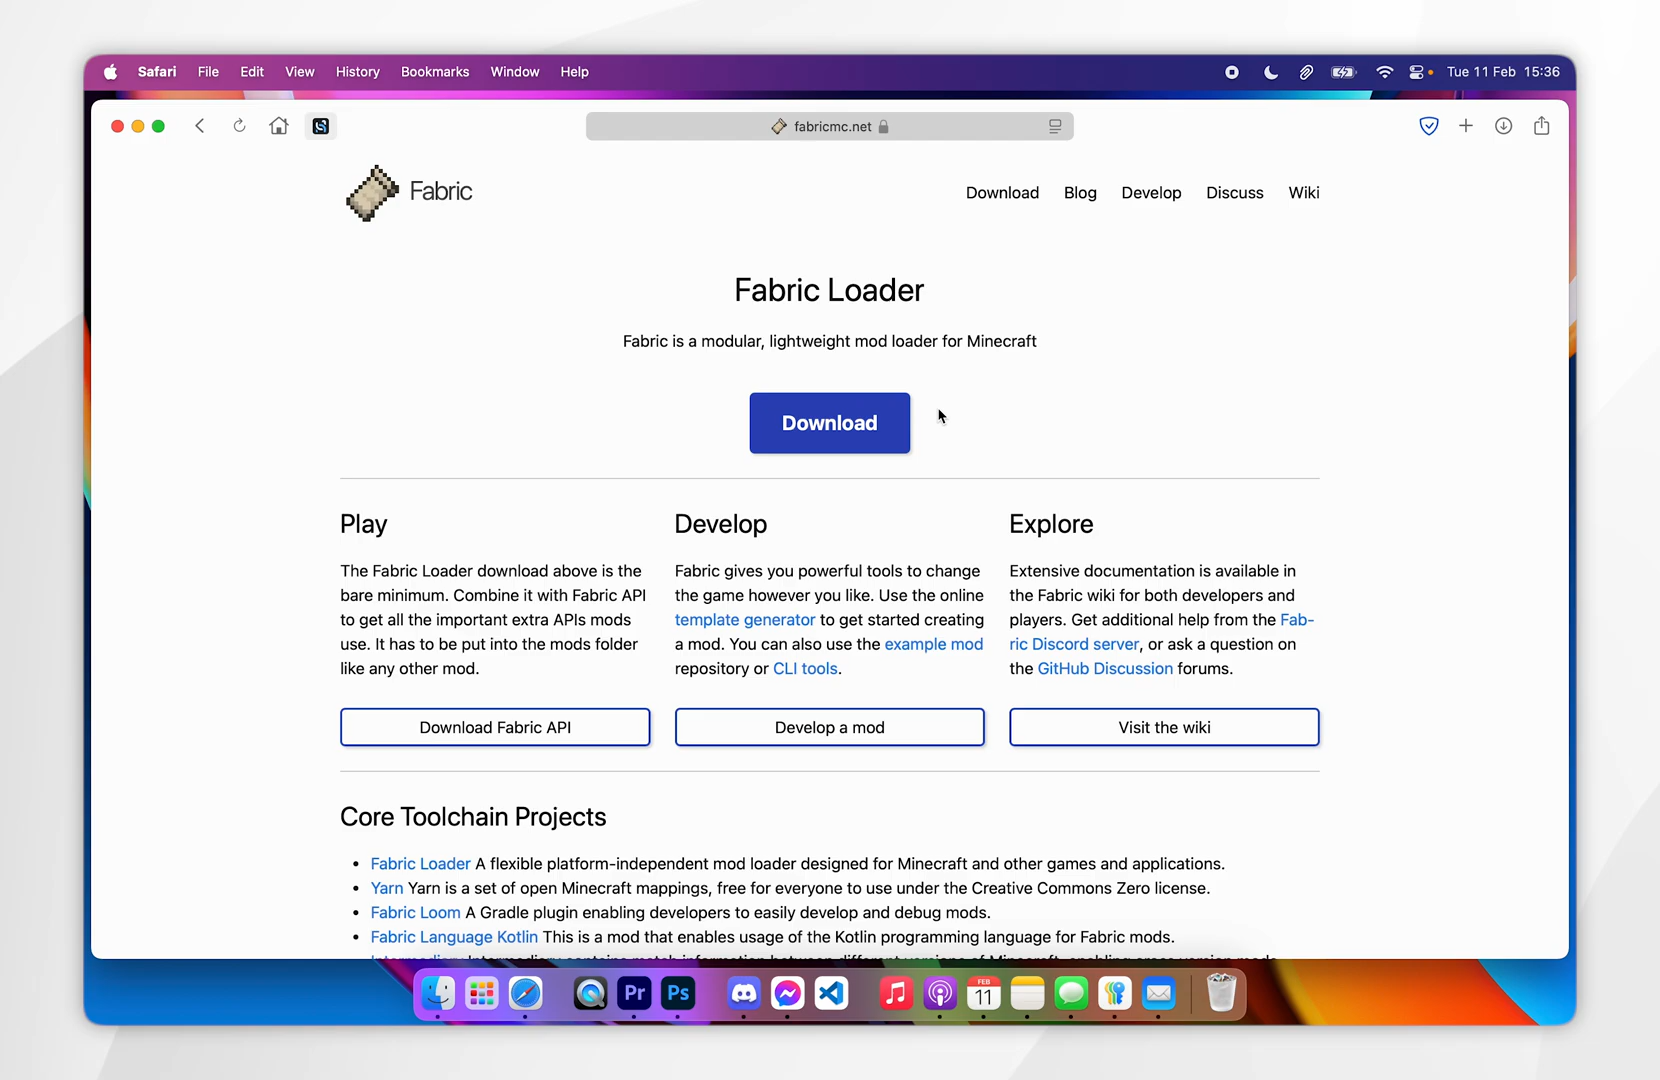 Safari File Edit View History Bookmarks Window Help Tue 11 Feb 15:36
fabricmc.net
Fabric Download Blog Develop Discuss Wiki
Fabric Loader
Fabric is a modular, lightweight mod loader for Minecraft
Download
Play
The Fabric Loader download above is the
bare minimum. Combine it with Fabric API
to get all the important extra APIs mods
use. It has to be put into the mods folder
like any other mod.
Download Fabric API
Develop
Fabric gives you powerful tools to change
the game however you like. Use the online
template generator to get started creating
a mod. You can also use the example mod
repository or CLI tools.
Develop a mod
Explore
Extensive documentation is available in
the Fabric wiki for both developers and
players. Get additional help from the Fab-
ric Discord server, or ask a question on
the GitHub Discussion forums.
Visit the wiki
Core Toolchain Projects
• Fabric Loader A flexible platform-independent mod loader designed for Minecraft and other games and applications.
• Yarn Yarn is a set of open Minecraft mappings, free for everyone to use under the Creative Commons Zero license.
• Fabric Loom A Gradle plugin enabling developers to easily develop and debug mods.
• Fabric Language Kotlin This is a mod that enables usage of the Kotlin programming language for Fabric mods.
Pr Ps FEB 11